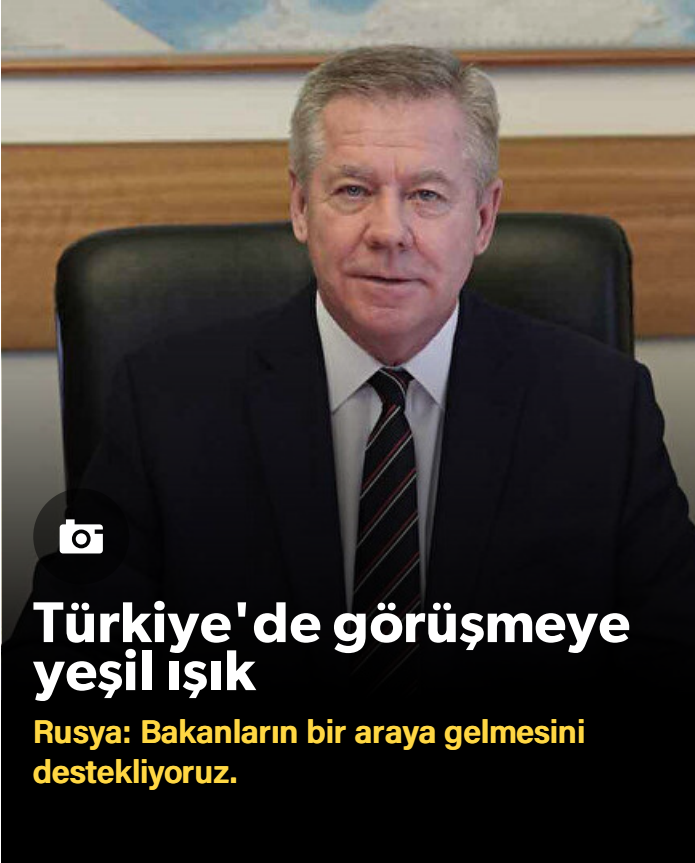 Türkiye'de görüşmeye
yeşil ışık
Rusya: Bakanların bir araya gelmesini
destekliyoruz.